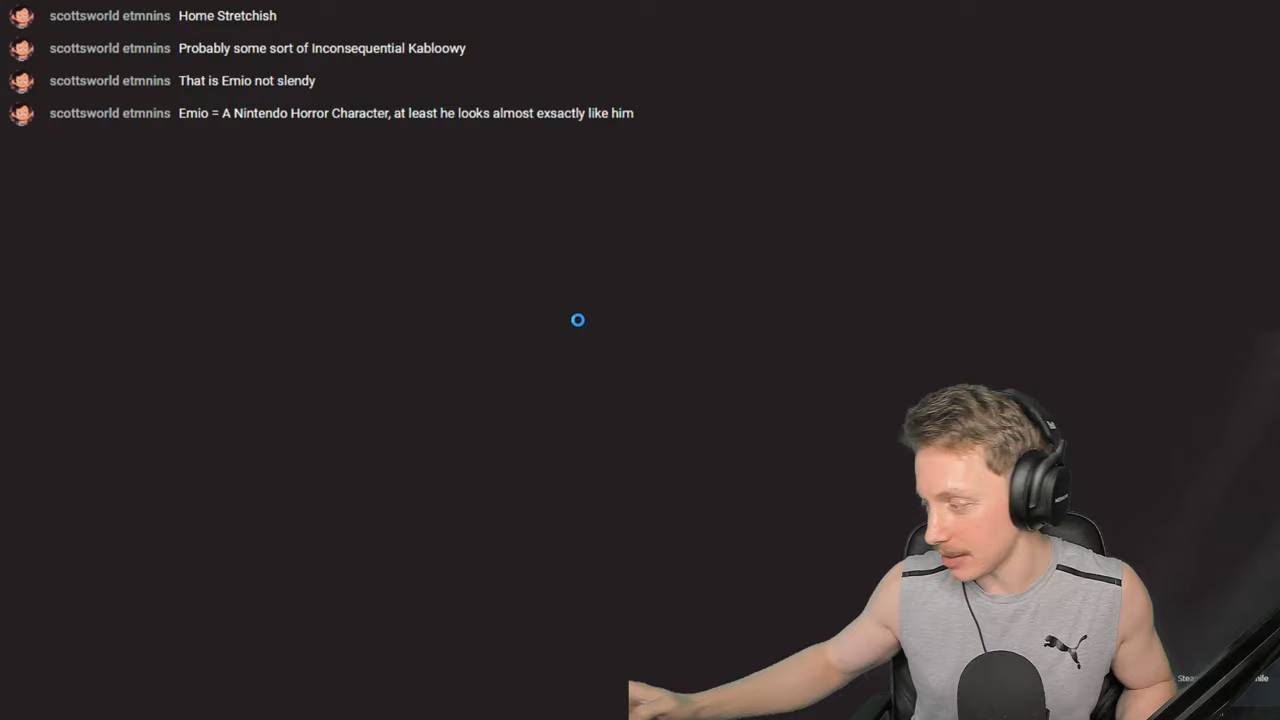 scottsworld etmnins Home Stretchish
scottsworld etmnins Probably some sort of Inconsequential Kabloowy
scottsworld etmnins That is Emio not slendy
scottsworld etmnins Emio = A Nintendo Horror Character, at least he looks almost exsactly like him